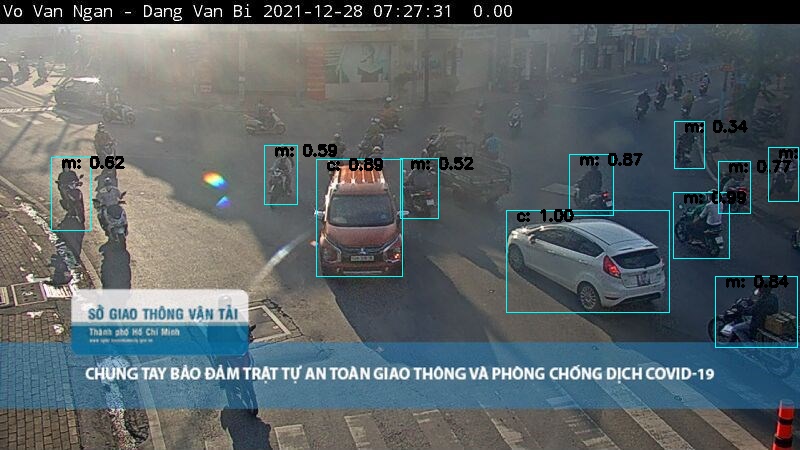 Vo Van Ngan - Dang Van Bi 2021-12-28 07:27:31 0.00
m: 0.34
m: 0.59
m: 0.62
c: 0.89
m: 0.52
m: 0.87
m: 0.77
m:
m: 0.99
c: 1.00
m: 0.84
SỞ GIAO THÔNG VẬN TẢI
Thành phố Hồ Chí Minh
CHUNG TAY BẢO ĐẢM TRẬT TỰ AN TOÀN GIAO THÔNG VÀ PHÒNG CHỐNG DỊCH COVID-19